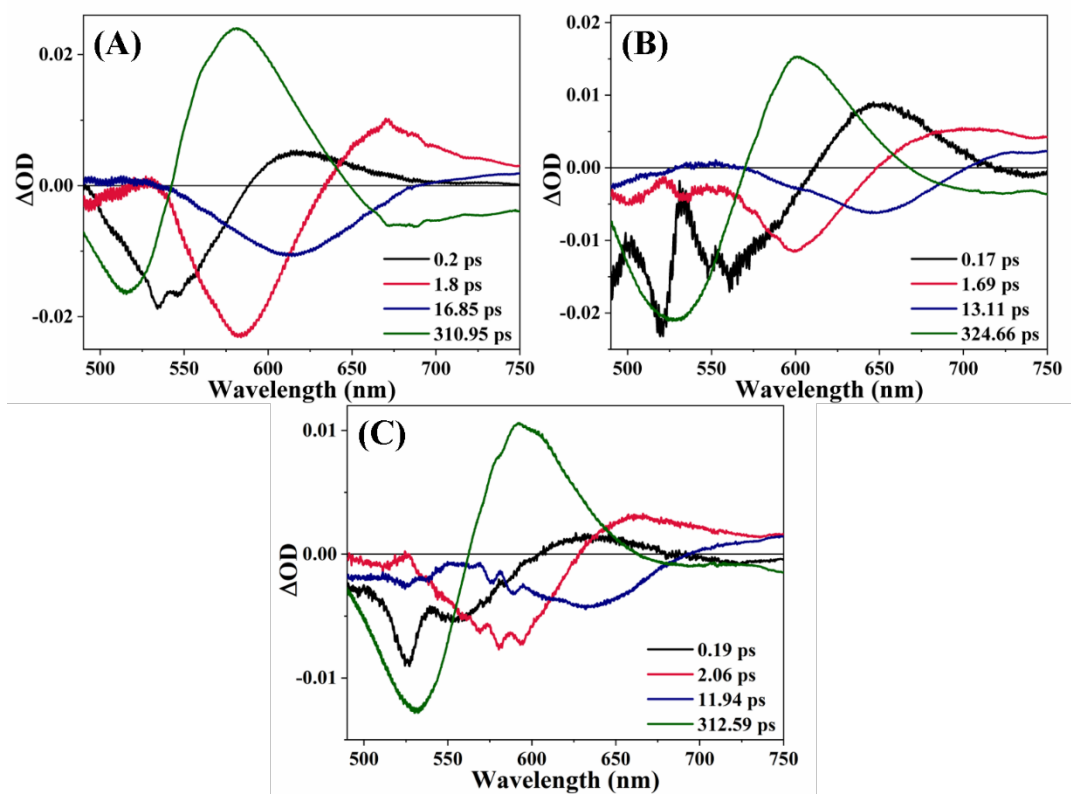 (A)
0.02
0.00
-0.02
ΔOD
0.2 ps
1.8 ps
16.85 ps
310.95 ps
500 550 600 650 700 750
Wavelength (nm)
(B)
0.02
0.01
0.00
-0.01
-0.02
ΔOD
0.17 ps
1.69 ps
13.11 ps
324.66 ps
500 550 600 650 700 750
Wavelength (nm)
(C)
0.01
0.00
-0.01
ΔOD
0.19 ps
2.06 ps
11.94 ps
312.59 ps
500 550 600 650 700 750
Wavelength (nm)